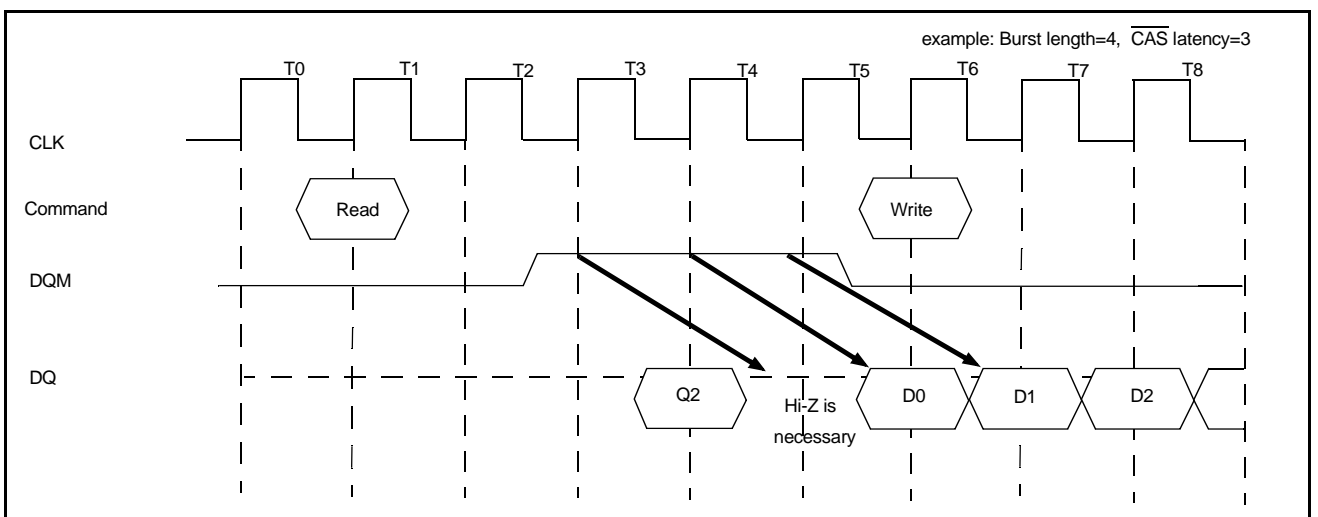 example: Burst length=4, CAS latency=3
T0 T1 T2 T3 T4 T5 T6 T7 T8
CLK
Command Read Write
DQM
DQ Q2 D0 D1 D2
Hi-Z is
necessary